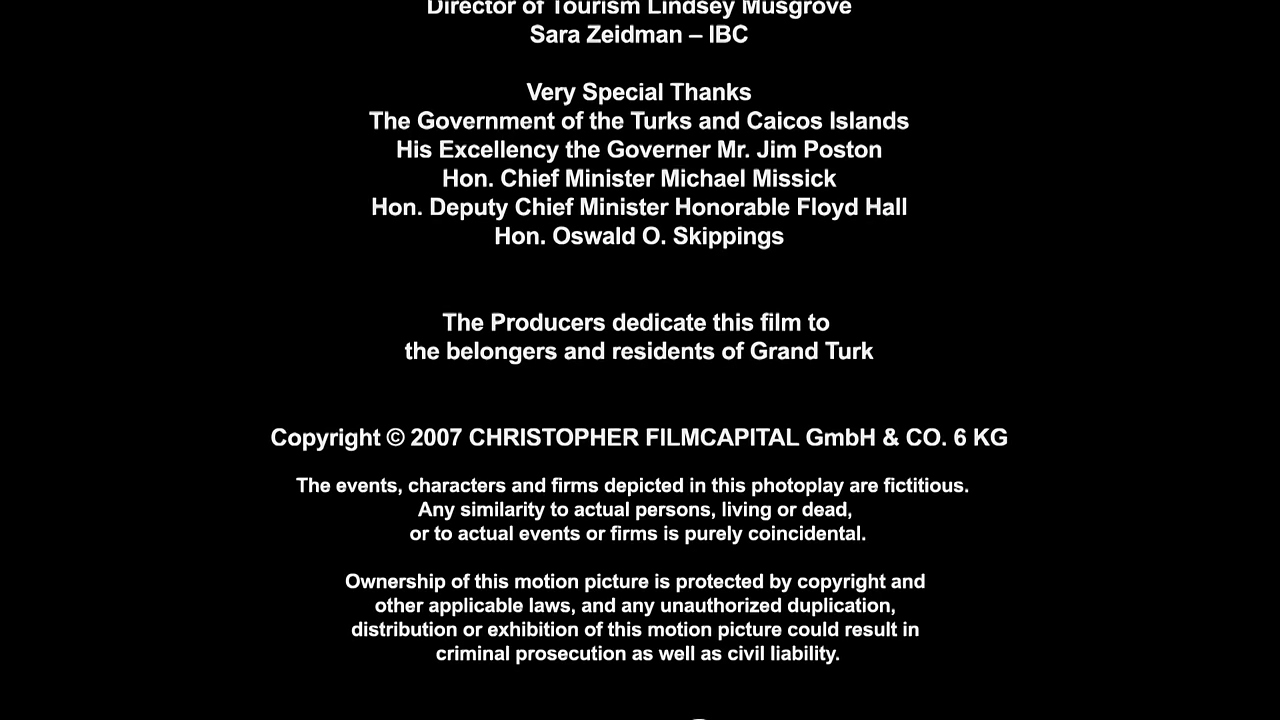 Director of Tourism Lindsey Musgrove
Sara Zeidman – IBC
Very Special Thanks
The Government of the Turks and Caicos Islands
His Excellency the Governer Mr. Jim Poston
Hon. Chief Minister Michael Missick
Hon. Deputy Chief Minister Honorable Floyd Hall
Hon. Oswald O. Skippings
The Producers dedicate this film to
the belongers and residents of Grand Turk
Copyright © 2007 CHRISTOPHER FILMCAPITAL GmbH & CO. 6 KG
The events, characters and firms depicted in this photoplay are fictitious.
Any similarity to actual persons, living or dead,
or to actual events or firms is purely coincidental.
Ownership of this motion picture is protected by copyright and
other applicable laws, and any unauthorized duplication,
distribution or exhibition of this motion picture could result in
criminal prosecution as well as civil liability.